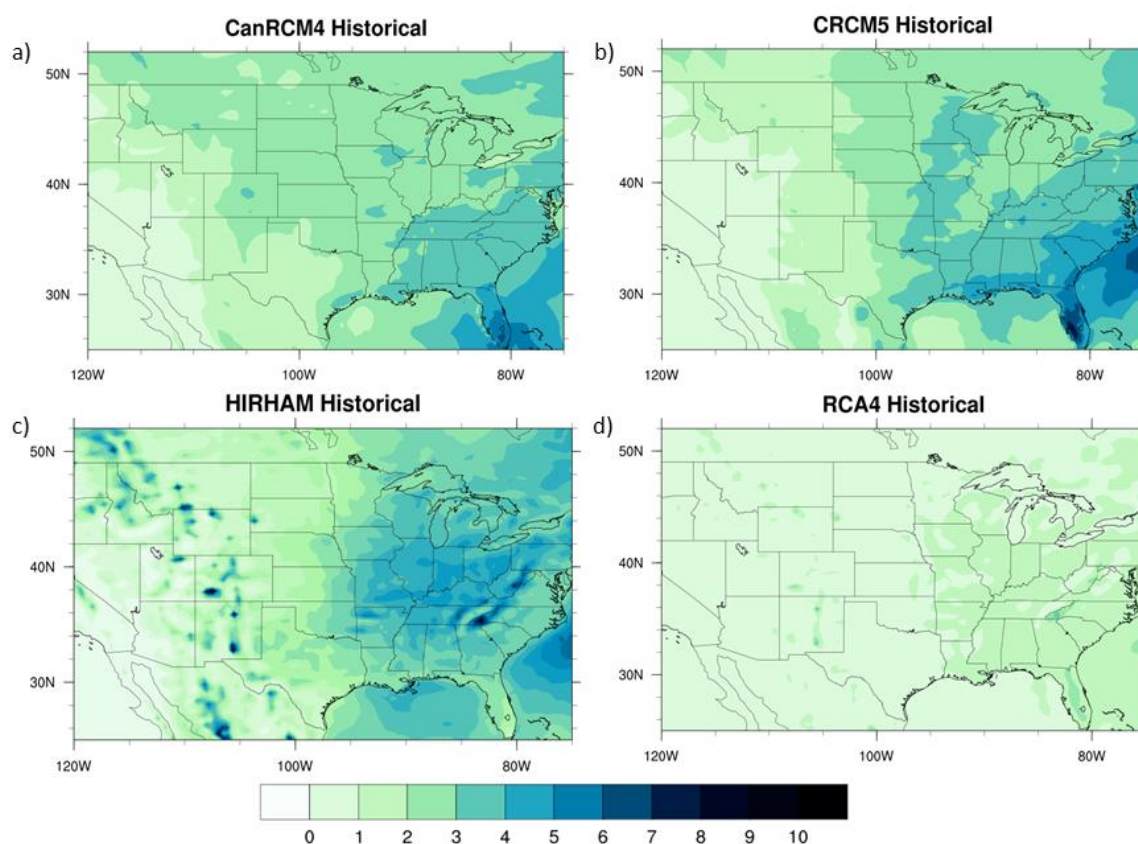 CanRCM4 Historical
CRCM5 Historical
a)
b)
50N
40N
30N
120W
100W
80W
50N
40N
30N
120W
100W
80W
HIRHAM Historical
RCA4 Historical
c)
d)
50N
40N
30N
120W
100W
80W
50N
40N
30N
120W
100W
80W
0 1 2 3 4 5 6 7 8 9 10